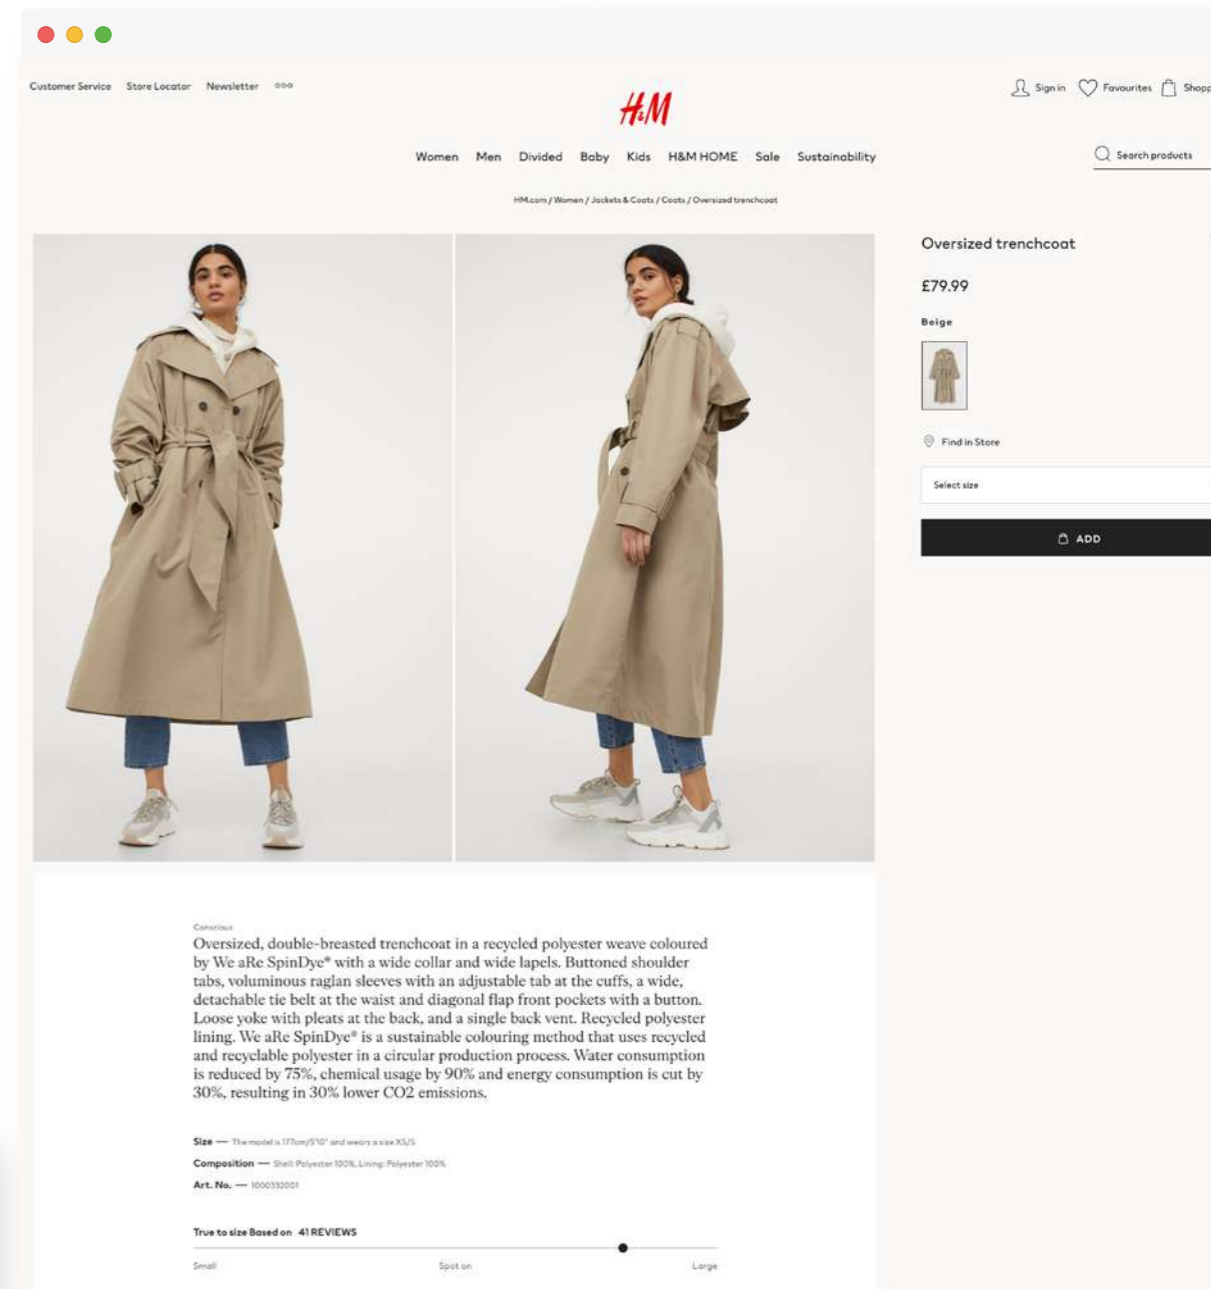 Customer Service Store Locator Newsletter
Sign in Favourites Shopp
H&M
Women Men Divided Baby Kids H&M HOME Sale Sustainability
Search products
HM.com / Women / Jackets & Coats / Coats / Oversized trenchcoat
Oversized trenchcoat
£79.99
Beige
Find in Store
Select size
ADD
Conscious
Oversized, double-breasted trenchcoat in a recycled polyester weave coloured
by We aRe SpinDye® with a wide collar and wide lapels. Buttoned shoulder
tabs, voluminous raglan sleeves with an adjustable tab at the cuffs, a wide,
detachable tie belt at the waist and diagonal flap front pockets with a button.
Loose yoke with pleats at the back, and a single back vent. Recycled polyester
lining. We aRe SpinDye® is a sustainable colouring method that uses recycled
and recyclable polyester in a circular production process. Water consumption
is reduced by 75%, chemical usage by 90% and energy consumption is cut by
30%, resulting in 30% lower CO2 emissions.
Size — The model is 177cm/5'10" and wears a size XS/S
Composition — Shell: Polyester 100%, Lining: Polyester 100%
Art. No. — 1000332001
True to size Based on 41 REVIEWS
Small Spot on Large